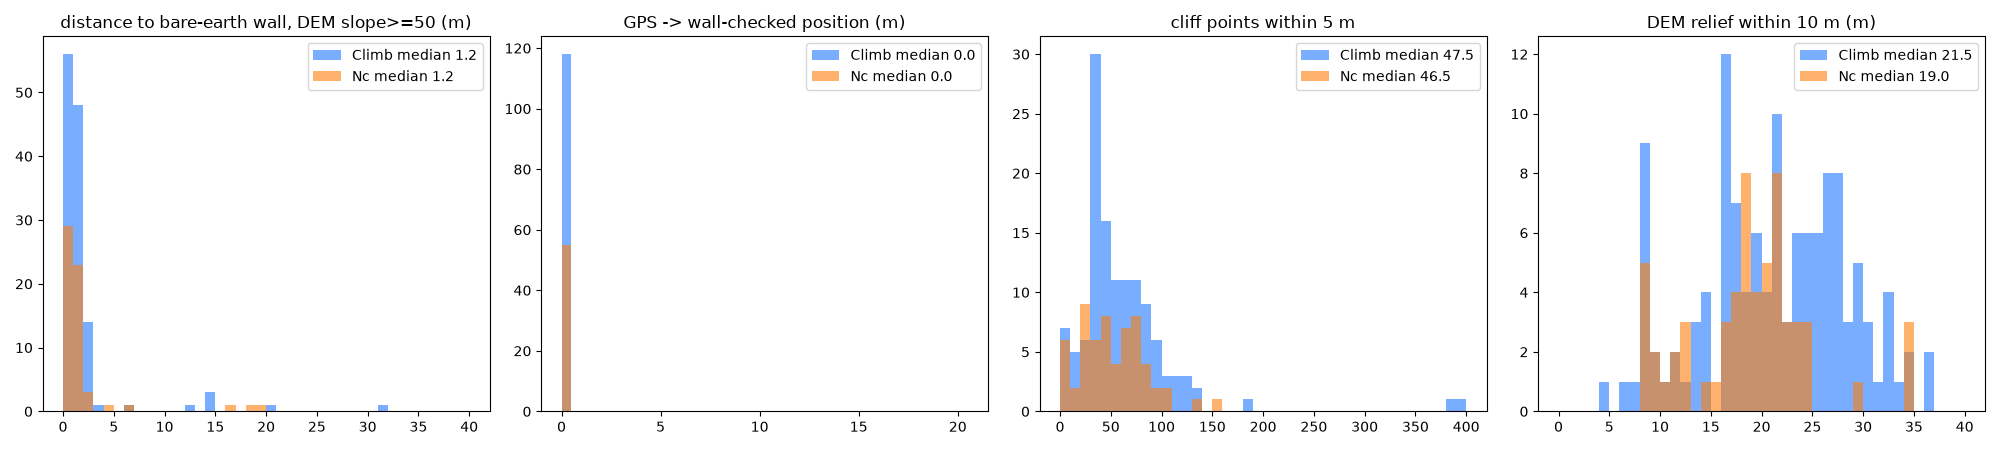 distance to bare-earth wall, DEM slope>=50 (m)
Climb median 1.2
Nc median 1.2
50
40
30
20
10
0
0 5 10 15 20 25 30 35 40
GPS -> wall-checked position (m)
Climb median 0.0
Nc median 0.0
120
100
80
60
40
20
0
0 5 10 15 20
cliff points within 5 m
Climb median 47.5
Nc median 46.5
30
25
20
15
10
5
0
0 50 100 150 200 250 300 350 400
DEM relief within 10 m (m)
Climb median 21.5
Nc median 19.0
12
10
8
6
4
2
0
0 5 10 15 20 25 30 35 40